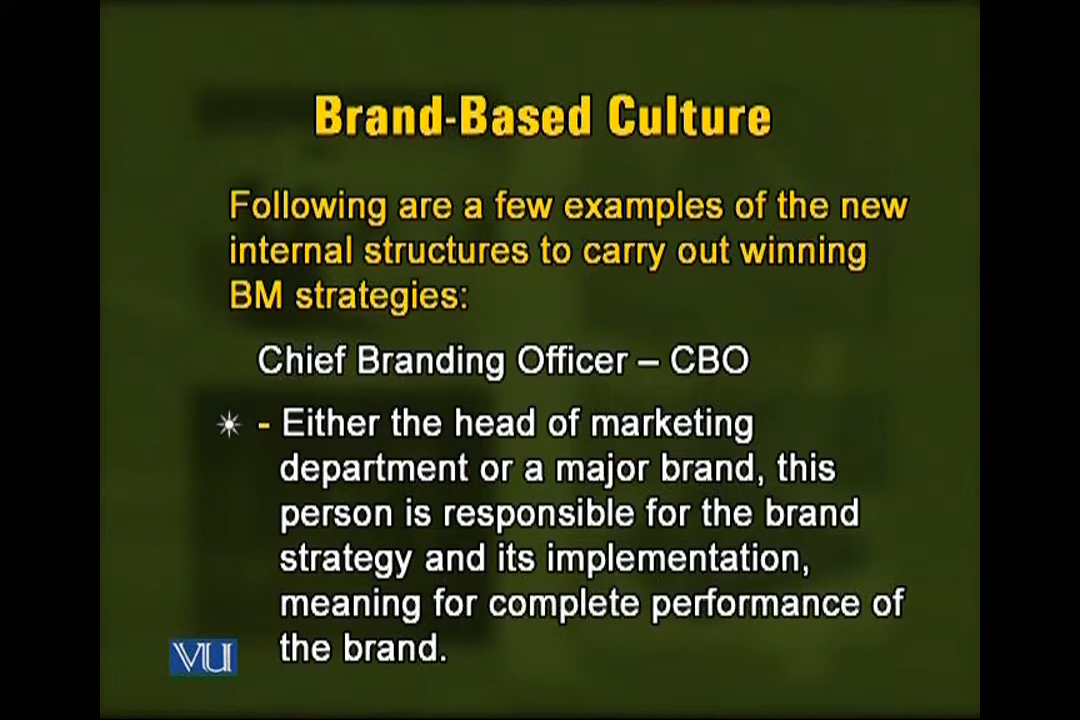 Brand-Based Culture
Following are a few examples of the new
internal structures to carry out winning
BM strategies:
Chief Branding Officer – CBO
- Either the head of marketing
department or a major brand, this
person is responsible for the brand
strategy and its implementation,
meaning for complete performance of
the brand.
VU